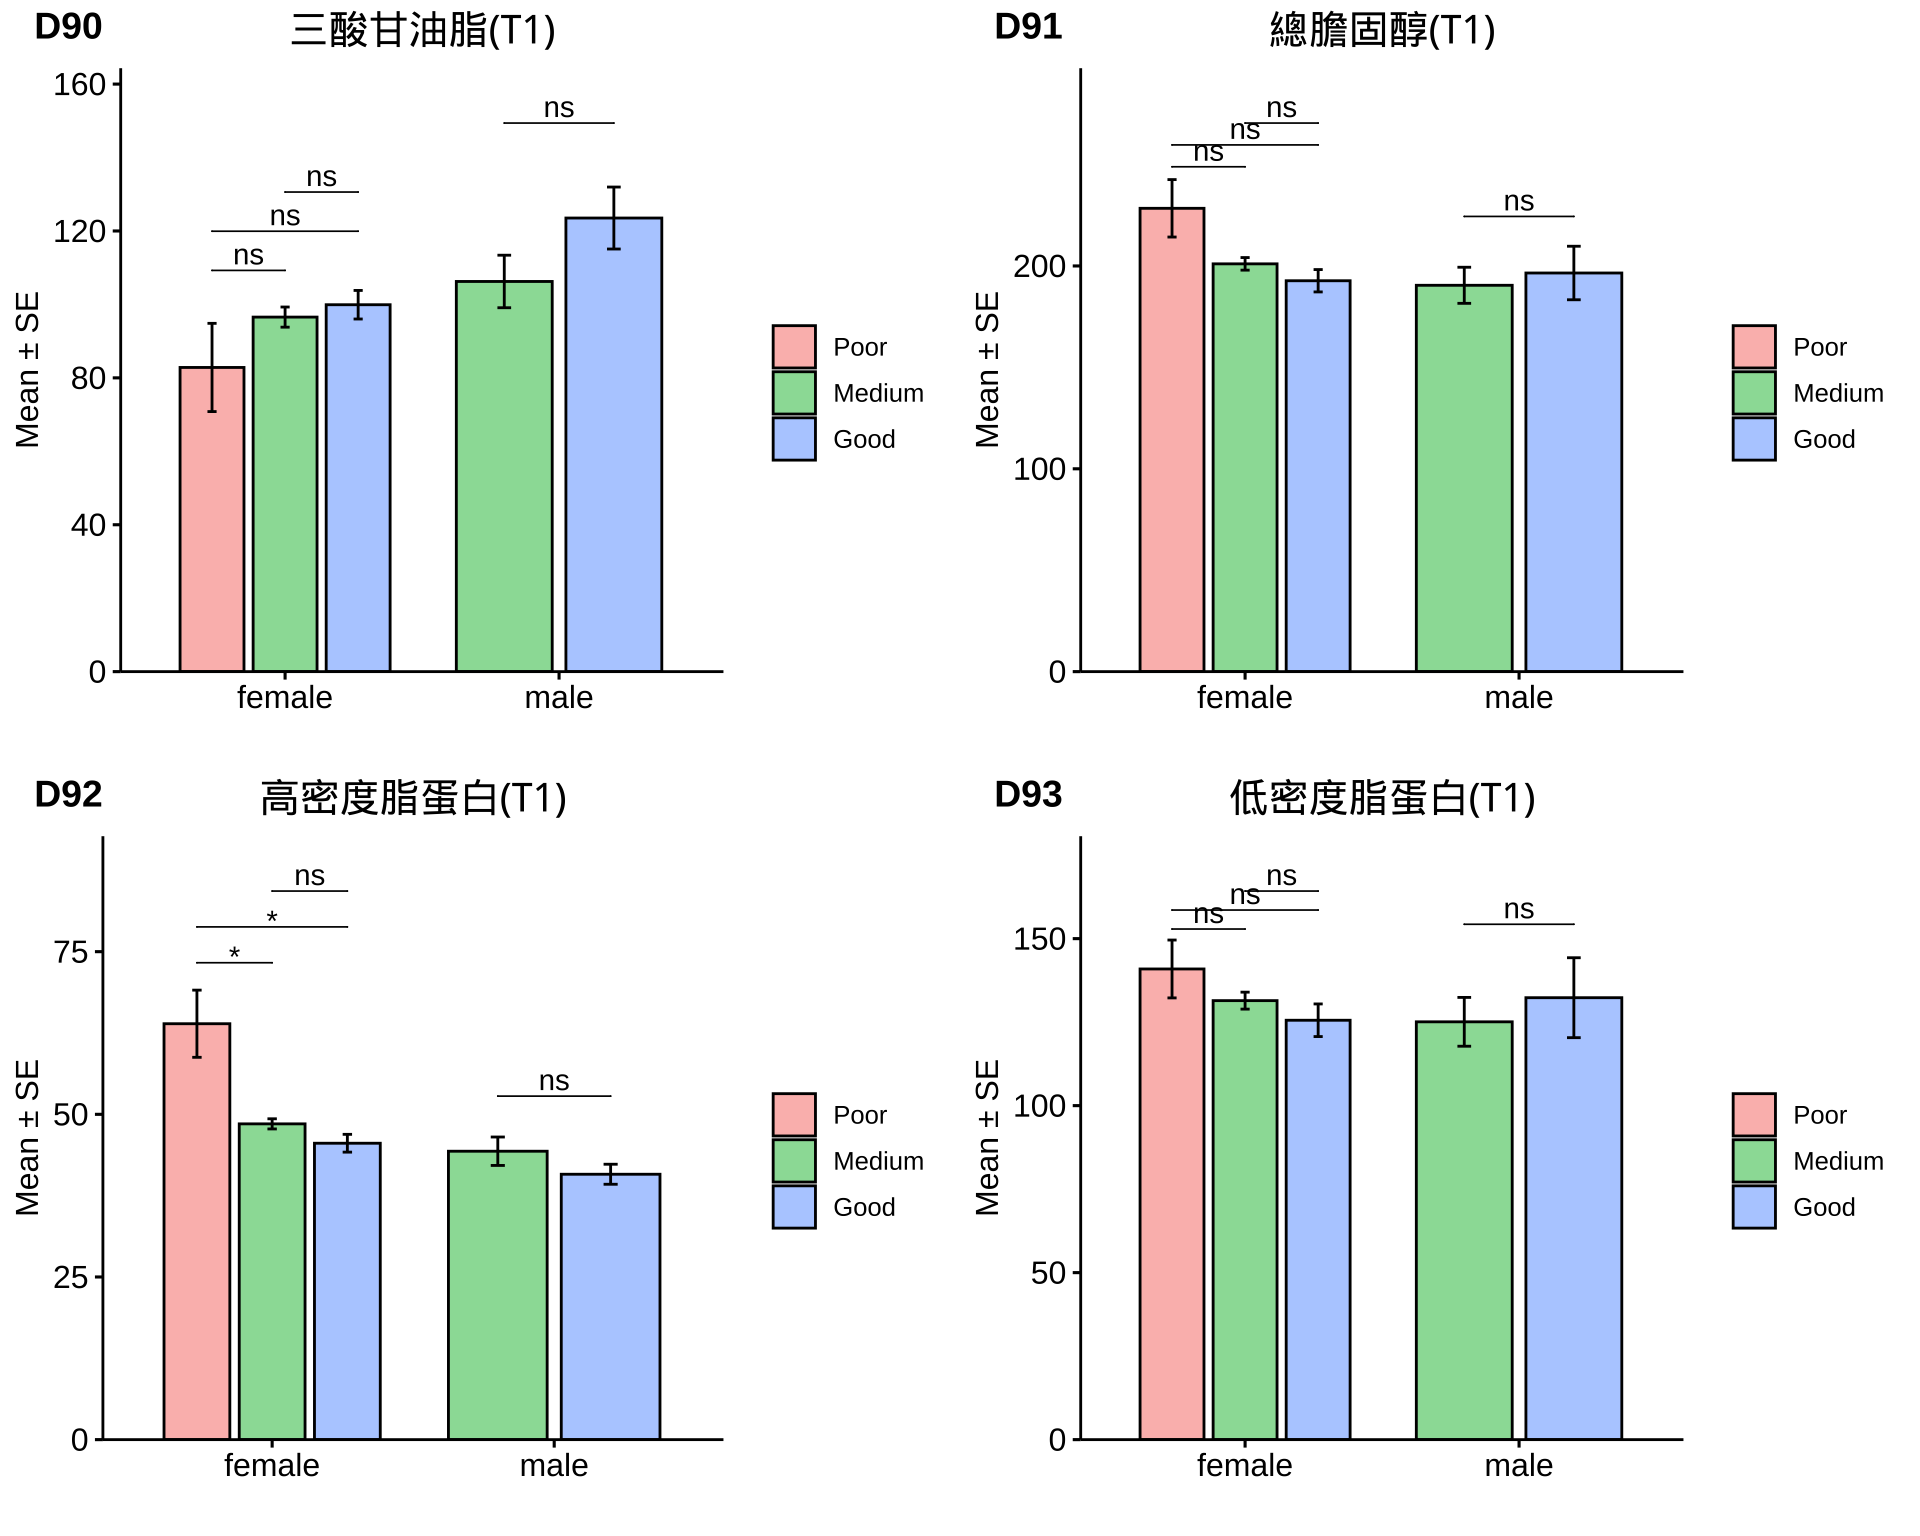 D90
三酸甘油脂(T1)
160
120
80
40
0
Mean ± SE
ns
ns
ns
ns
female
male
Poor
Medium
Good
D91
總膽固醇(T1)
200
100
0
Mean ± SE
ns
ns
ns
ns
female
male
Poor
Medium
Good
D92
高密度脂蛋白(T1)
75
50
25
0
Mean ± SE
ns
*
*
ns
female
male
Poor
Medium
Good
D93
低密度脂蛋白(T1)
150
100
50
0
Mean ± SE
ns
ns
ns
ns
female
male
Poor
Medium
Good